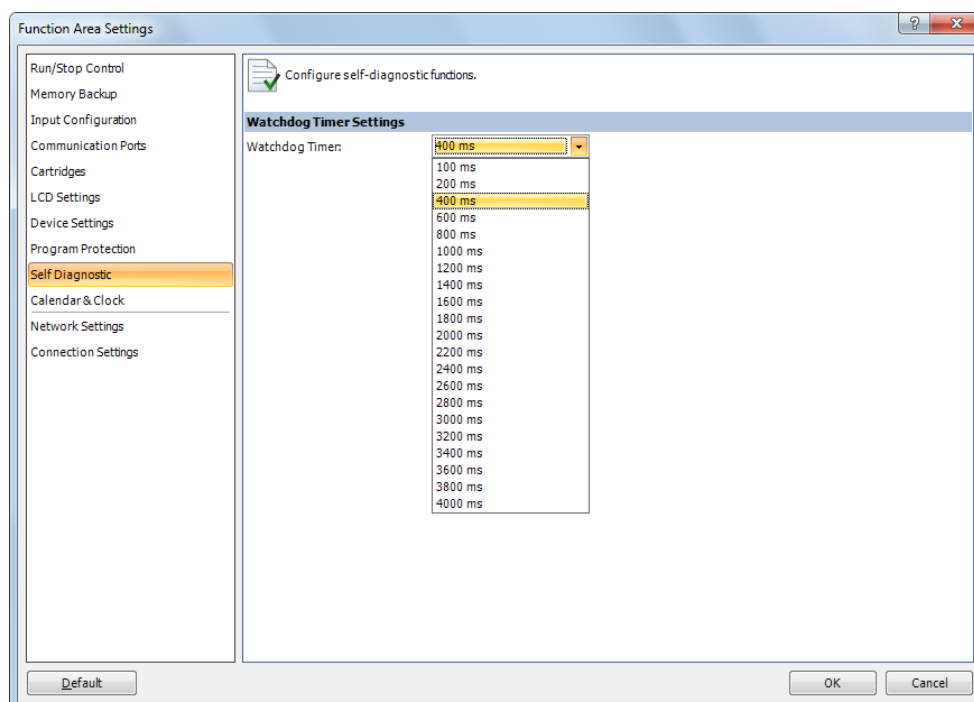 Function Area Settings
?
X
Run/Stop Control
Memory Backup
Input Configuration
Communication Ports
Cartridges
LCD Settings
Device Settings
Program Protection
Self Diagnostic
Calendar & Clock
Network Settings
Connection Settings
Configure self-diagnostic functions.
Watchdog Timer Settings
Watchdog Timer: 400 ms
100 ms
200 ms
400 ms
600 ms
800 ms
1000 ms
1200 ms
1400 ms
1600 ms
1800 ms
2000 ms
2200 ms
2400 ms
2600 ms
2800 ms
3000 ms
3200 ms
3400 ms
3600 ms
3800 ms
4000 ms
Default
OK
Cancel